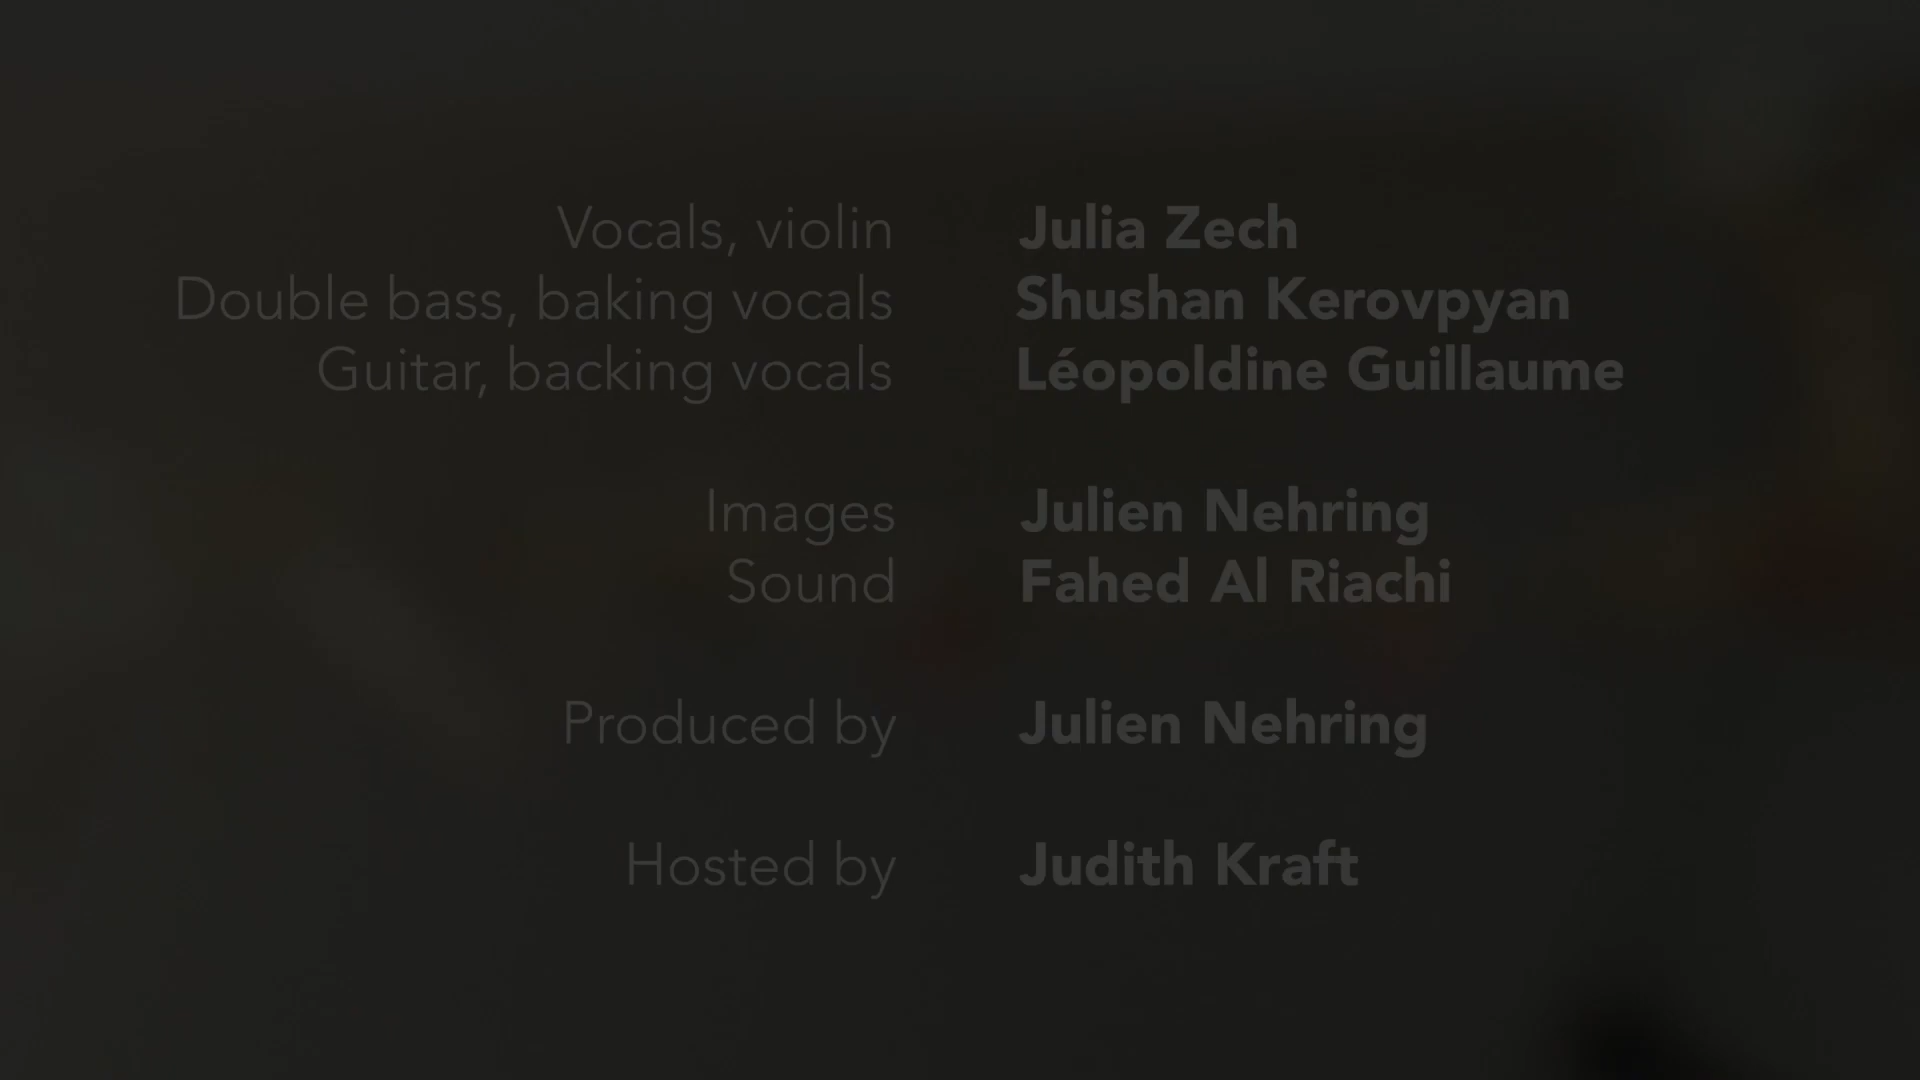 Vocals, violin Julia Zech
Double bass, baking vocals Shushan Kerovpyan
Guitar, backing vocals Léopoldine Guillaume
Images Julien Nehring
Sound Fahed Al Riachi
Produced by Julien Nehring
Hosted by Judith Kraft